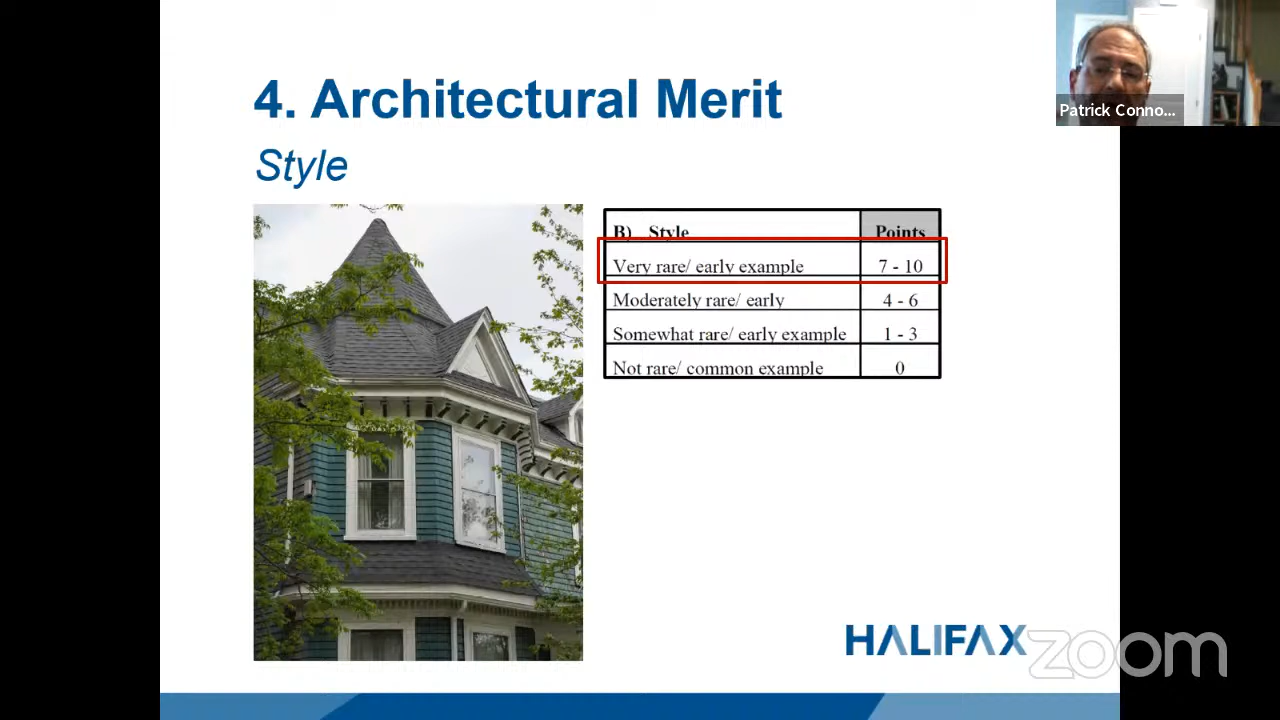 4. Architectural Merit
Style
B) Style Points
Very rare/ early example 7 - 10
Moderately rare/ early 4 - 6
Somewhat rare/ early example 1 - 3
Not rare/ common example 0
Patrick Conno...
HALIFAX
zoom